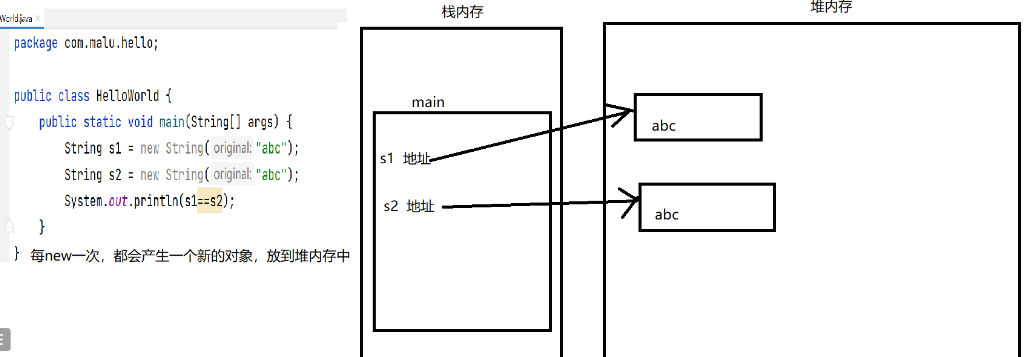 World.java
package com.malu.hello;
public class HelloWorld {
public static void main(String[] args) {
String s1 = new String( original: "abc");
String s2 = new String( original: "abc");
System.out.println(s1==s2);
}
}
每new一次，都会产生一个新的对象，放到堆内存中
栈内存
main
s1 地址
s2 地址
堆内存
abc
abc